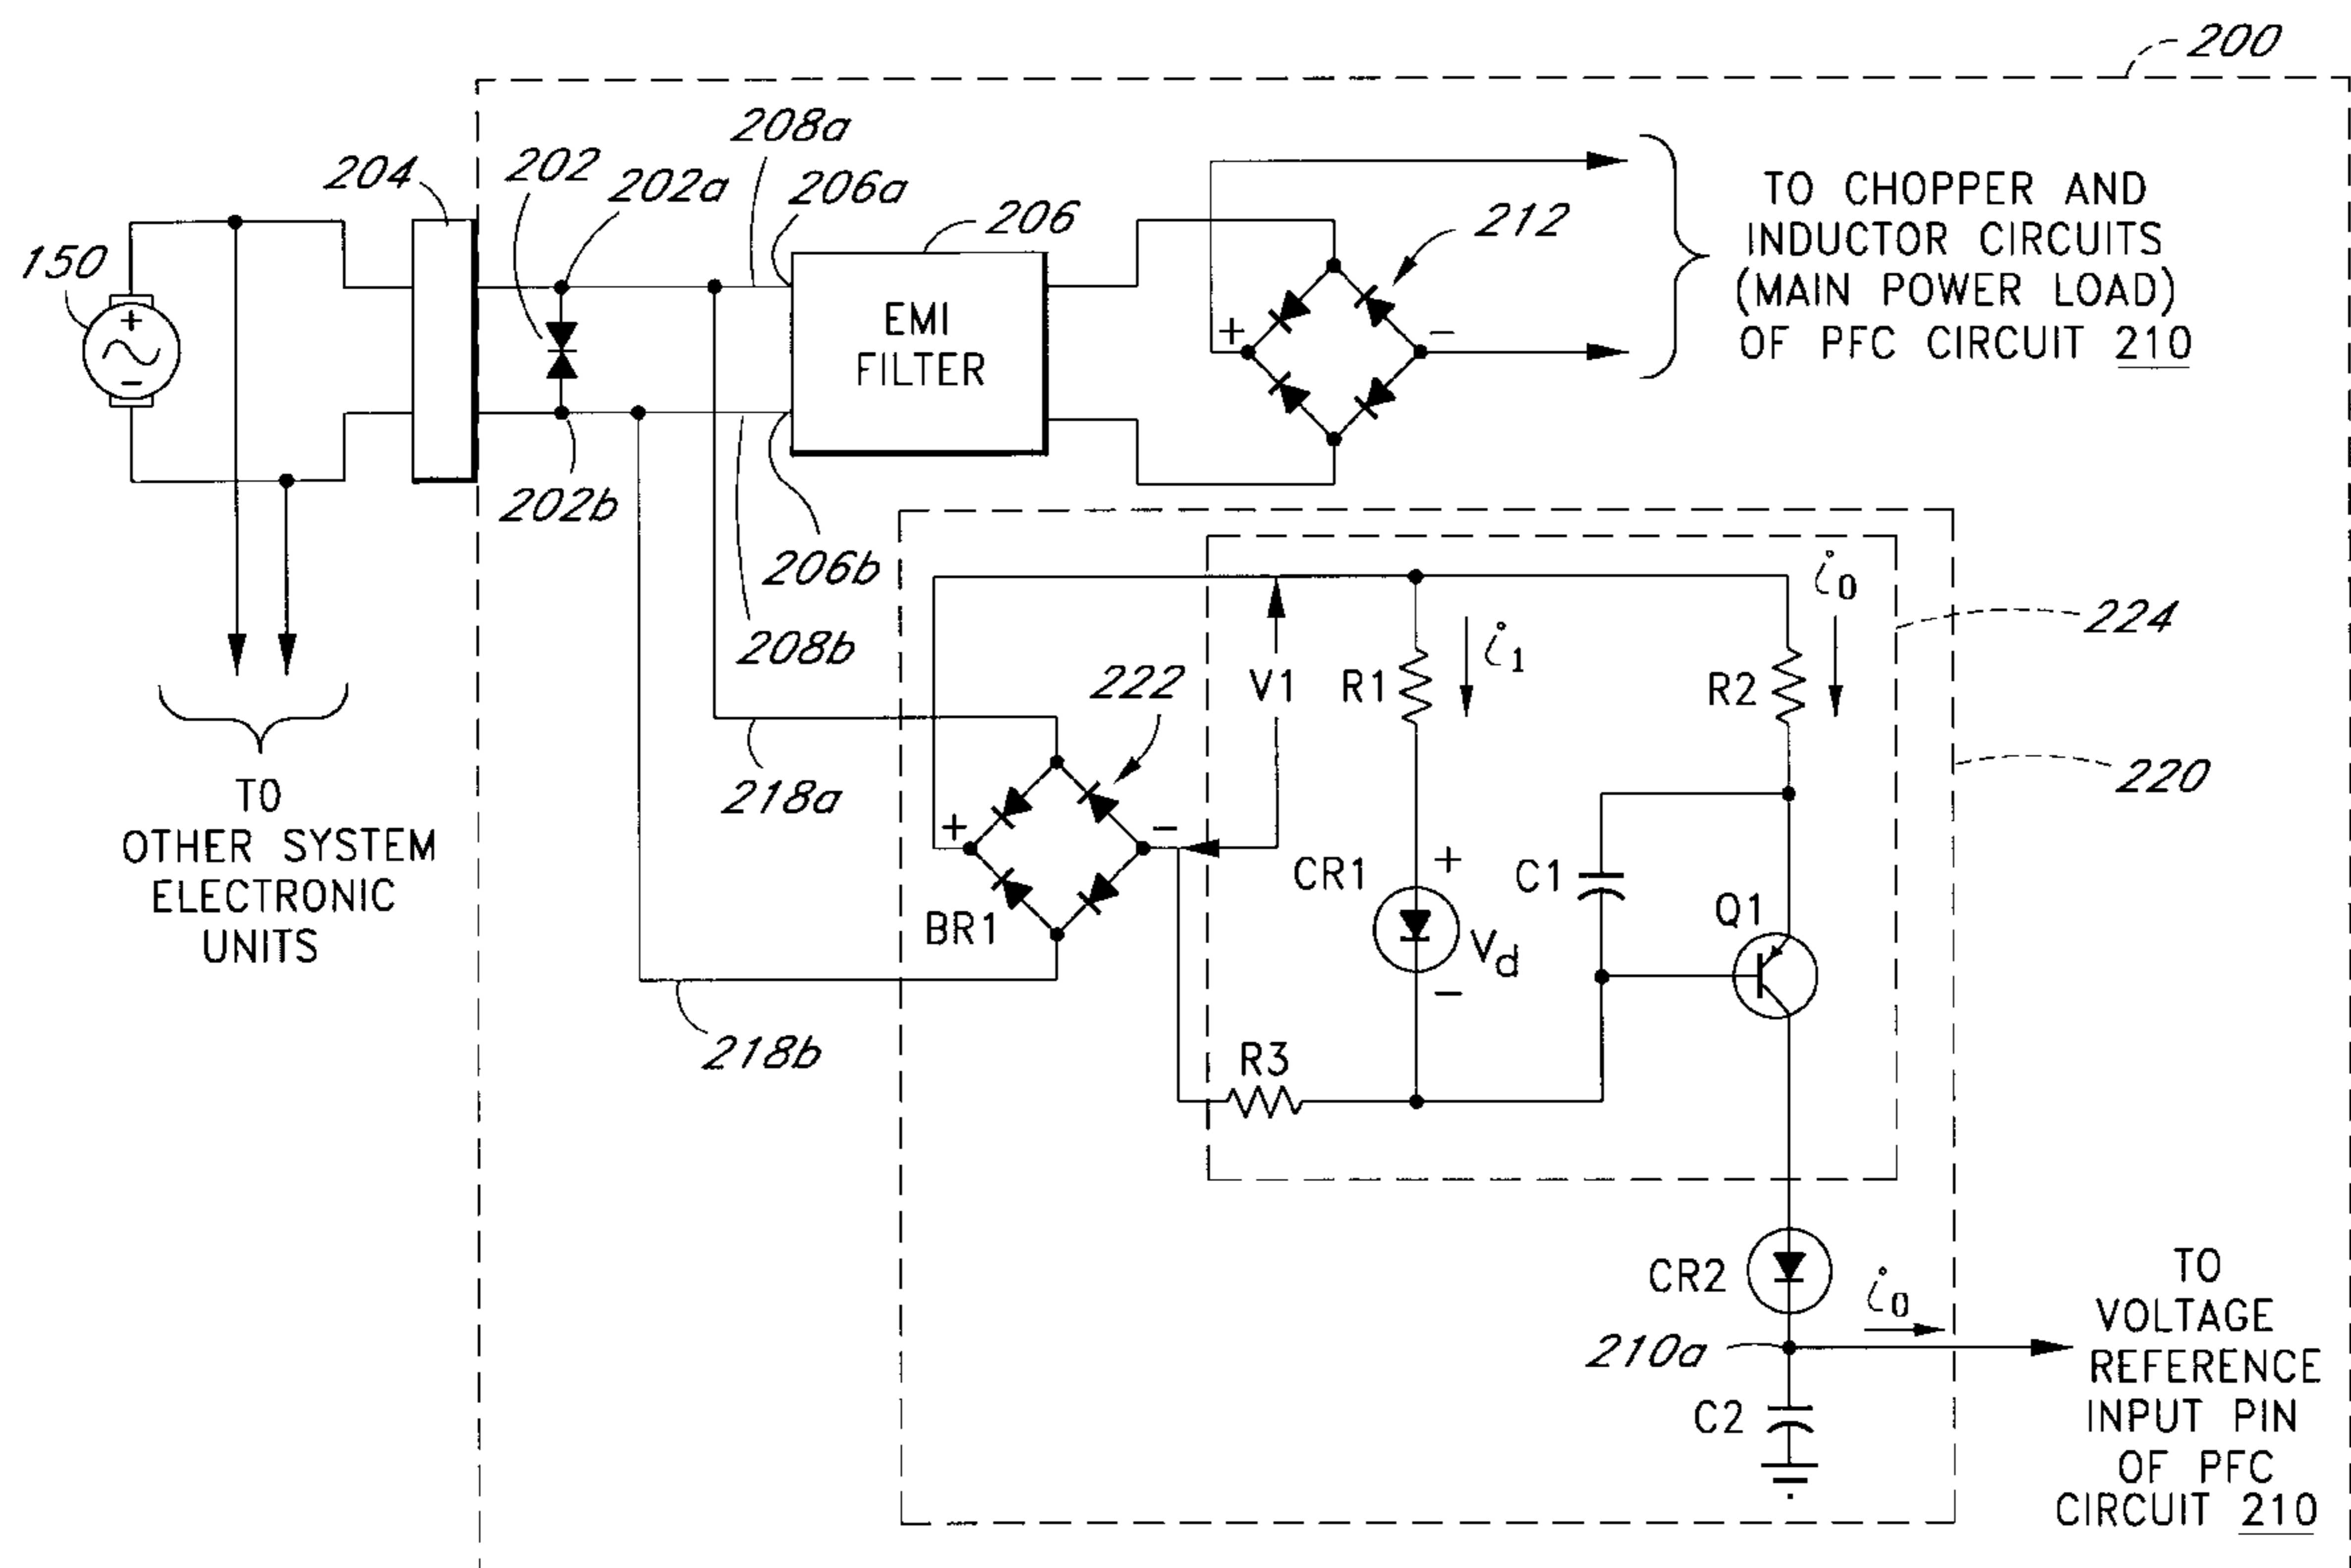 200
208a
204
202
202a
206a
206
212
TO CHOPPER AND
INDUCTOR CIRCUITS
(MAIN POWER LOAD)
OF PFC CIRCUIT 210
150
+
−
EMI
FILTER
+
−
202b
206b
208b
i0
224
i1
V1
R1
R2
222
218a
220
TO
OTHER SYSTEM
ELECTRONIC
UNITS
+
−
BR1
CR1
+
Vd
−
C1
Q1
218b
R3
CR2
i0
210a
C2
TO
VOLTAGE
REFERENCE
INPUT PIN
OF PFC
CIRCUIT 210